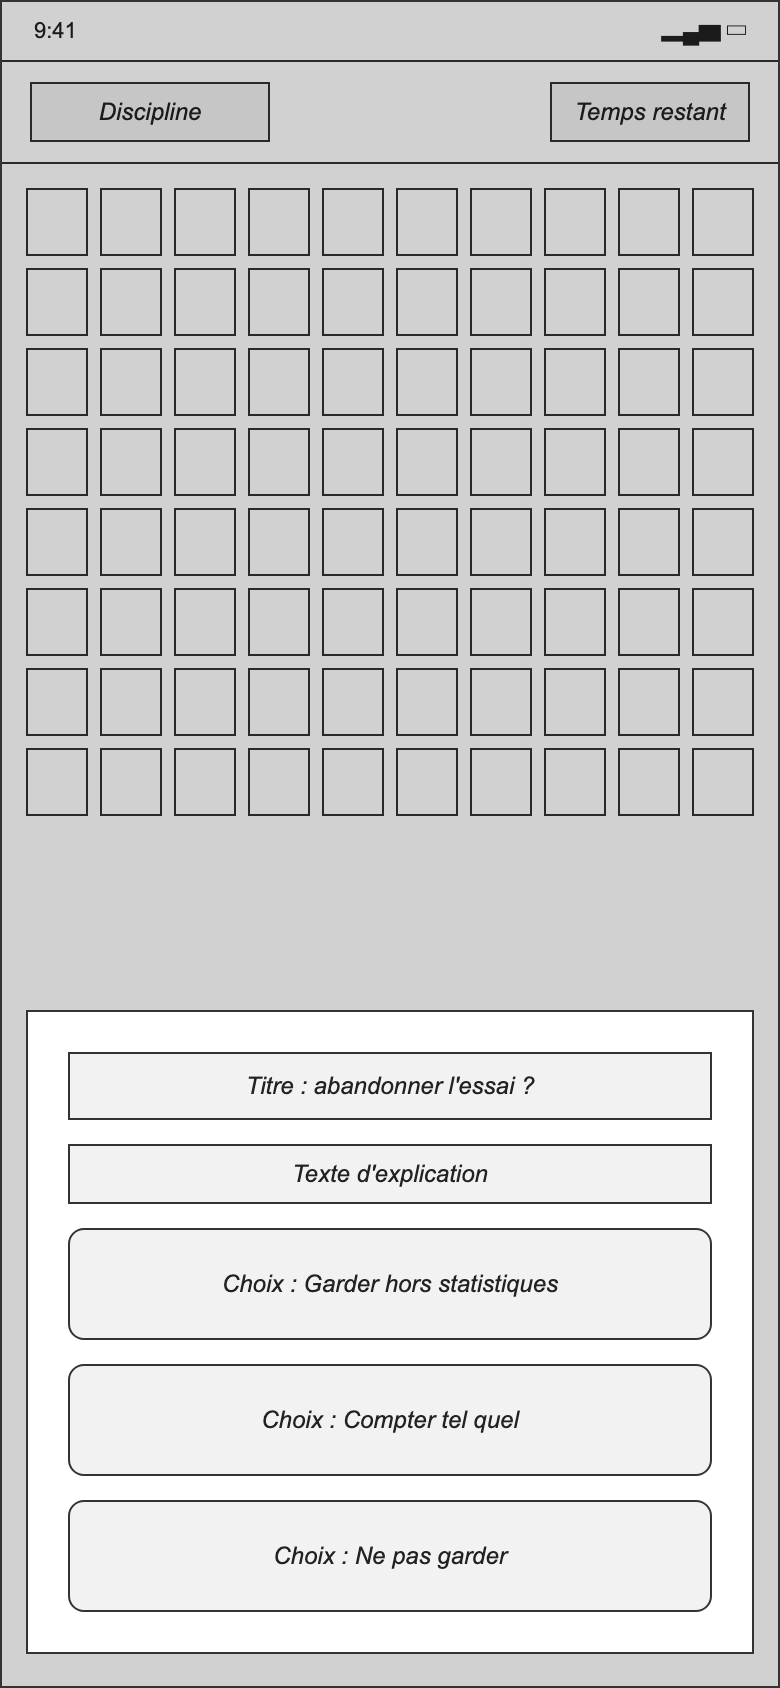 9:41
Discipline
Temps restant
Titre : abandonner l'essai ?
Texte d'explication
Choix : Garder hors statistiques
Choix : Compter tel quel
Choix : Ne pas garder